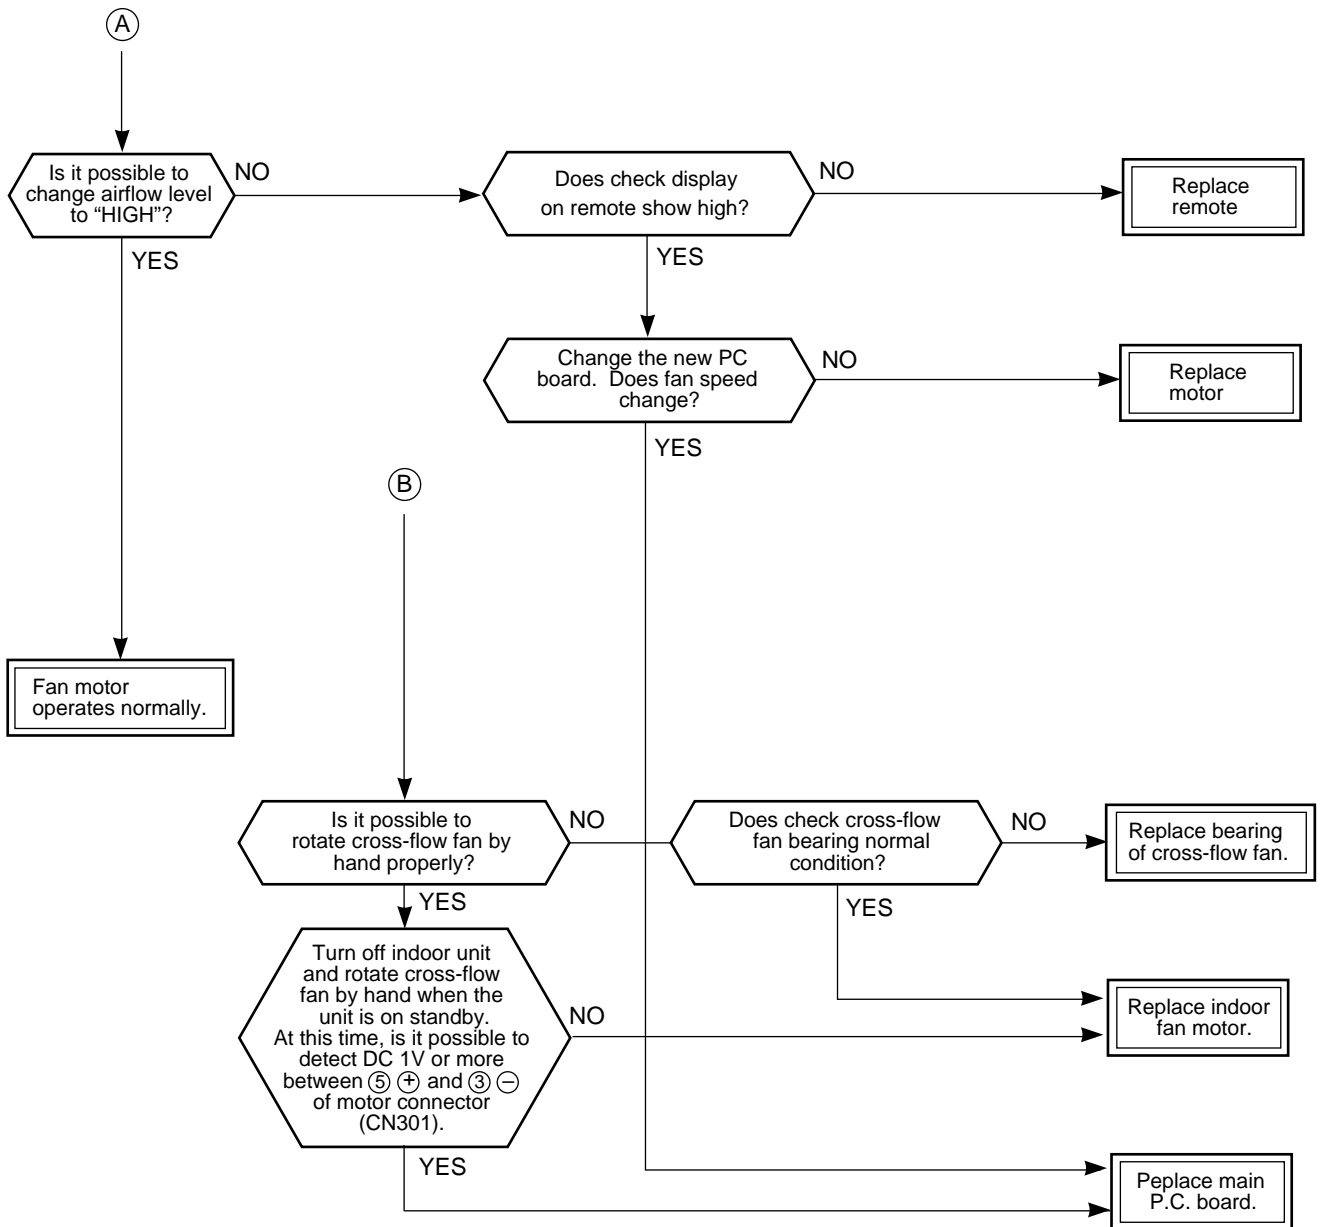 A
Is it possible to
change airflow level
to “HIGH”?
NO
Does check display
on remote show high?
NO
Replace
remote
YES
YES
Change the new PC
board. Does fan speed
change?
NO
Replace
motor
YES
B
Fan motor
operates normally.
Is it possible to
rotate cross-flow fan by
hand properly?
NO
Does check cross-flow
fan bearing normal
condition?
NO
Replace bearing
of cross-flow fan.
YES
YES
Turn off indoor unit
and rotate cross-flow
fan by hand when the
unit is on standby.
At this time, is it possible to
detect DC 1V or more
between ⑤ ⊕ and ③ ⊖
of motor connector
(CN301).
NO
Replace indoor
fan motor.
YES
Peplace main
P.C. board.